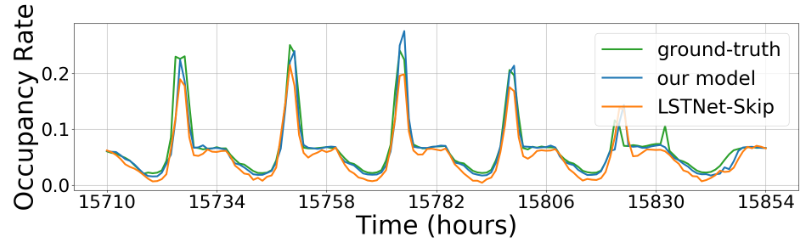 Occupancy Rate
0.2
0.1
0.0
ground-truth
our model
LSTNet-Skip
15710 15734 15758 15782 15806 15830 15854
Time (hours)